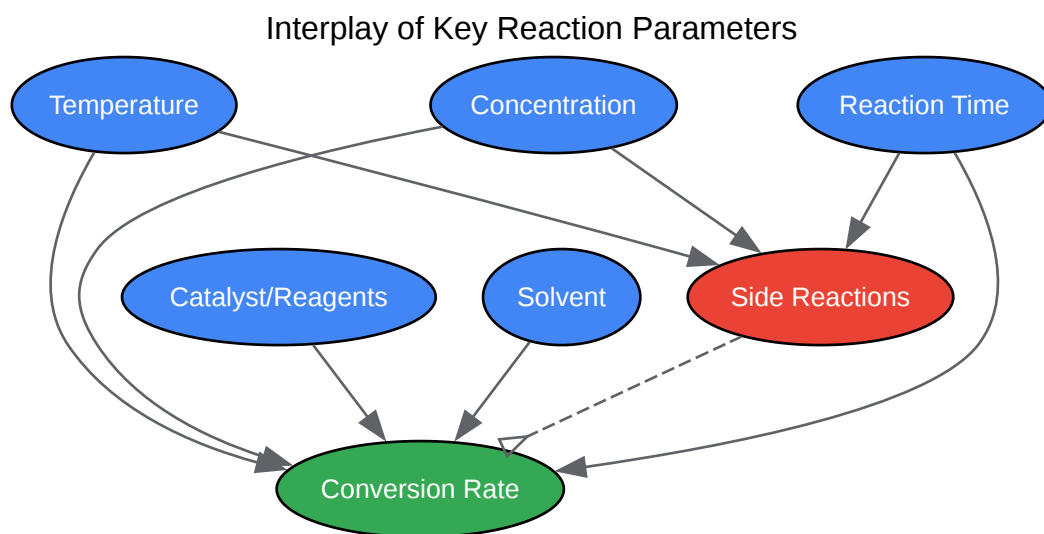 Interplay of Key Reaction Parameters
Temperature
Concentration
Reaction Time
Catalyst/Reagents
Solvent
Side Reactions
Conversion Rate